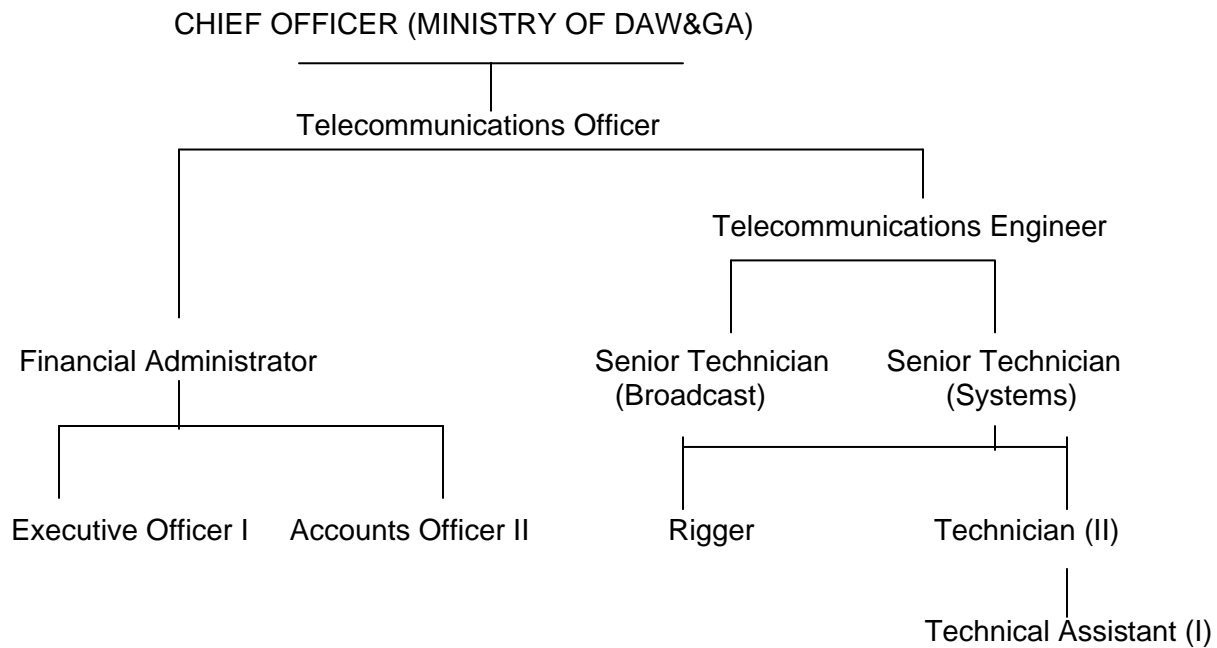 CHIEF OFFICER (MINISTRY OF DAW&GA)
Telecommunications Officer
Telecommunications Engineer
Financial Administrator
Senior Technician
(Broadcast)
Senior Technician
(Systems)
Executive Officer I
Accounts Officer II
Rigger
Technician (II)
Technical Assistant (I)